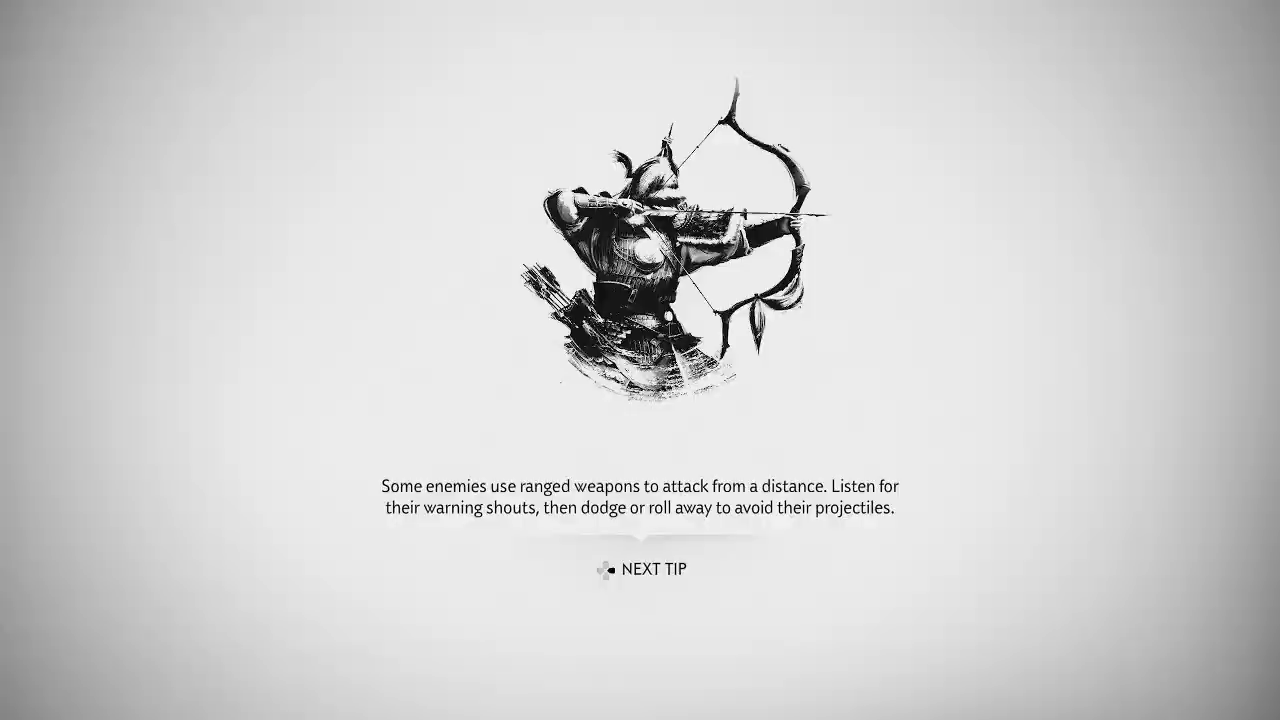 Some enemies use ranged weapons to attack from a distance. Listen for
their warning shouts, then dodge or roll away to avoid their projectiles.
NEXT TIP